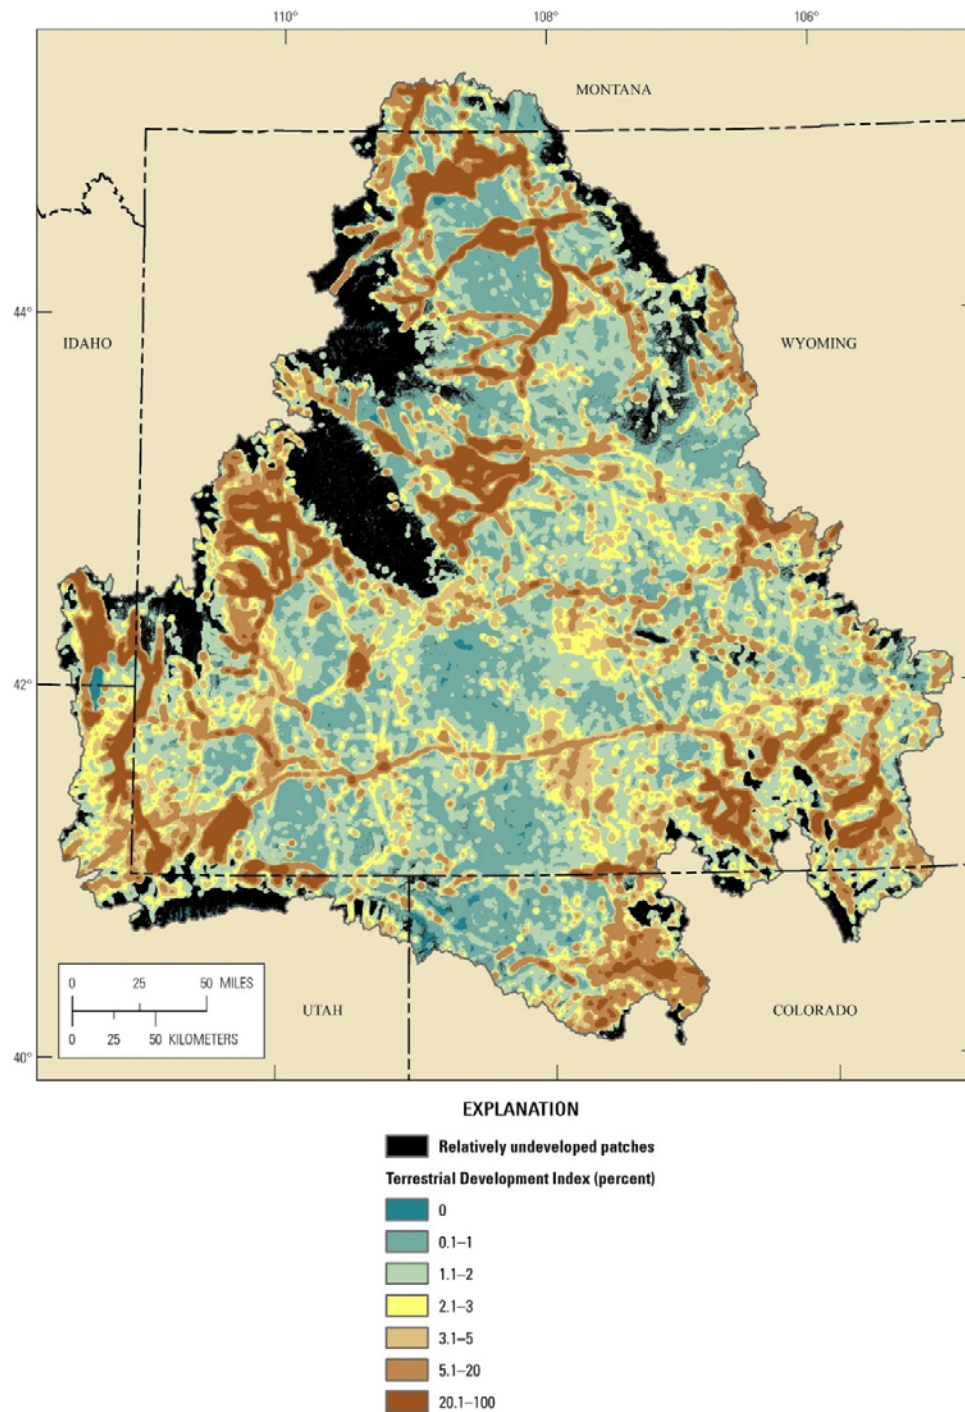 110° 108° 106°
MONTANA
44°
IDAHO WYOMING
42°
0 25 50 MILES
0 25 50 KILOMETERS
UTAH COLORADO
40°
EXPLANATION
Relatively undeveloped patches
Terrestrial Development Index (percent)
0
0.1–1
1.1–2
2.1–3
3.1–5
5.1–20
20.1–100